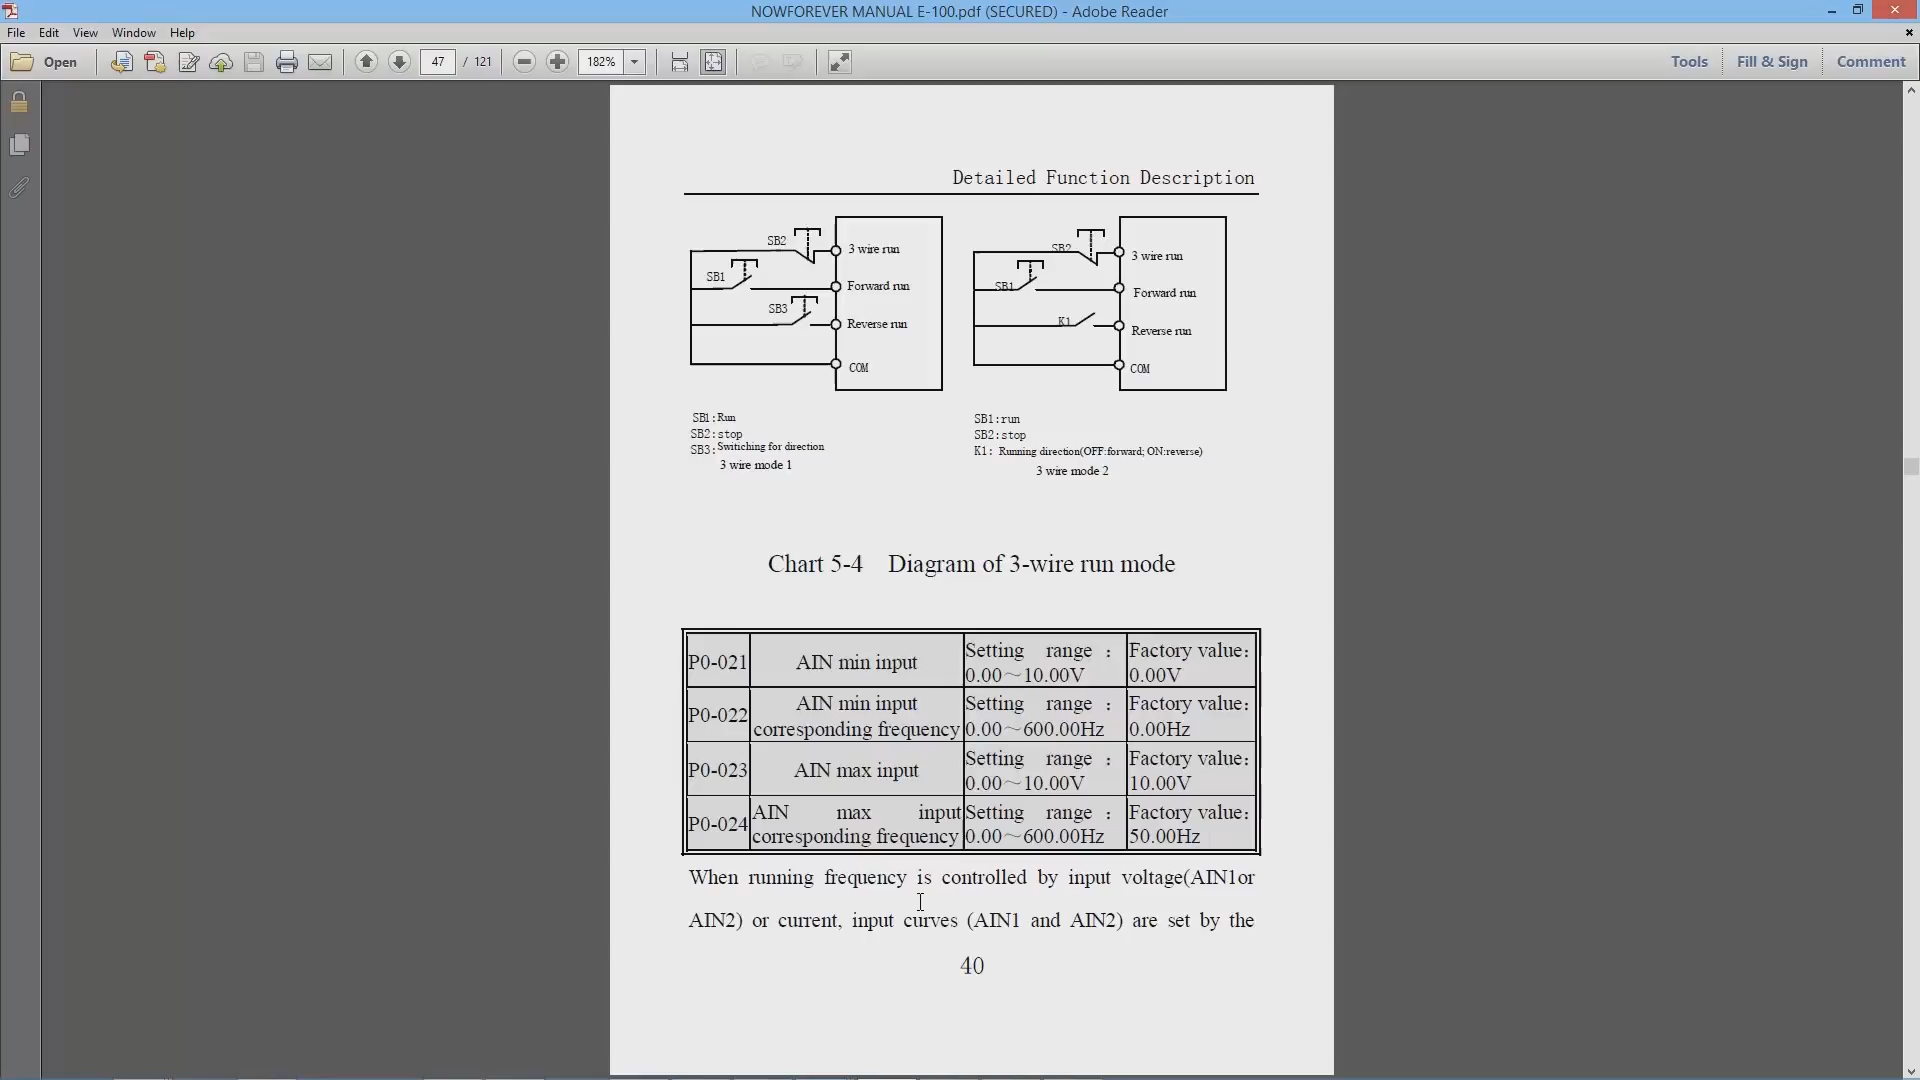 NOWFOREVER MANUAL E-100.pdf (SECURED) - Adobe Reader
File Edit View Window Help
Open 47 / 121 182% Tools Fill & Sign Comment
Detailed Function Description
SB2 3 wire run
SB1 Forward run
SB3 Reverse run
COM
SB1:Run
SB2:stop
SB3:Switiching for direction
3 wire mode 1
SB2 3 wire run
SB1 Forward run
K1 Reverse run
COM
SB1:run
SB2:stop
K1: Running direction(OFF:forward; ON:reverse)
3 wire mode 2
Chart 5-4 Diagram of 3-wire run mode
P0-021 AIN min input Setting range : 0.00~10.00V Factory value: 0.00V
P0-022 AIN min input corresponding frequency Setting range : 0.00~600.00Hz Factory value: 0.00Hz
P0-023 AIN max input Setting range : 0.00~10.00V Factory value: 10.00V
P0-024 AIN max input corresponding frequency Setting range : 0.00~600.00Hz Factory value: 50.00Hz
When running frequency is controlled by input voltage(AIN1or
AIN2) or current, input curves (AIN1 and AIN2) are set by the
40